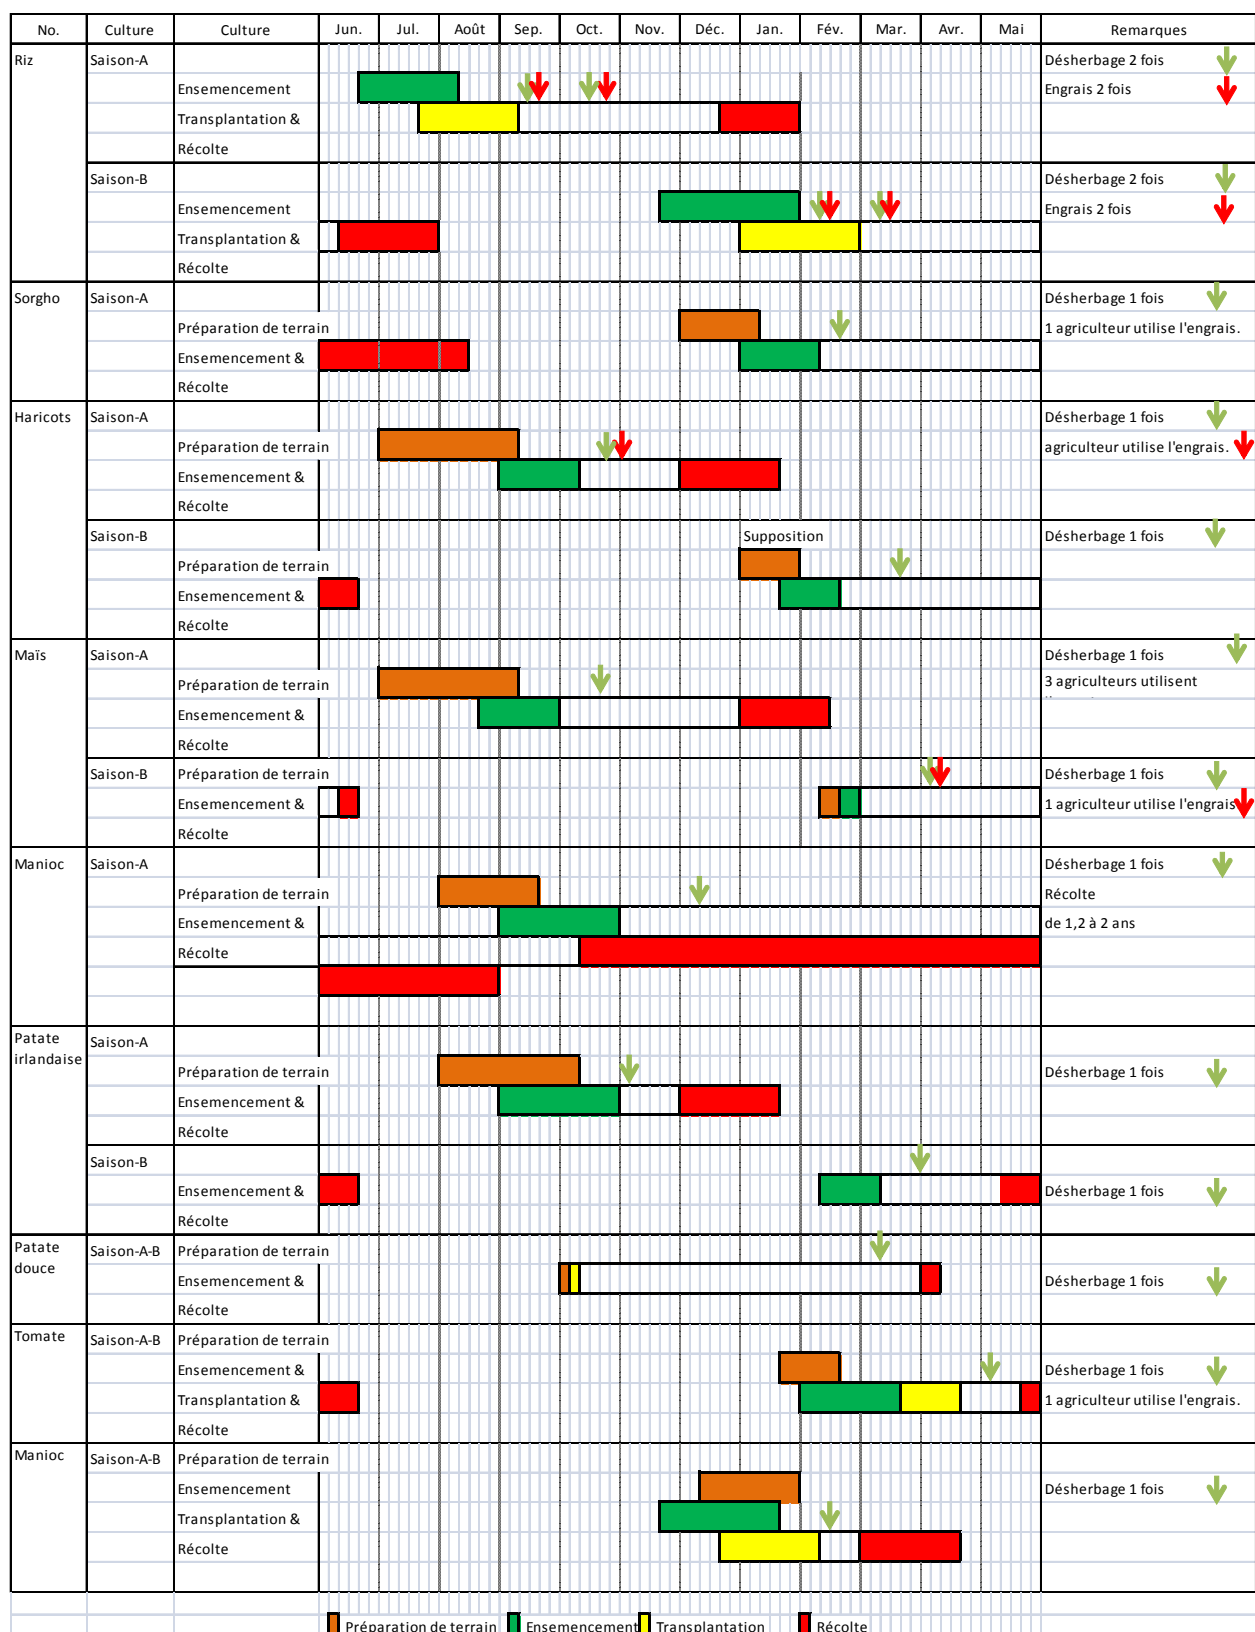 No. Culture Culture Jun. Jul. Août Sep. Oct. Nov. Déc. Jan. Fév. Mar. Avr. Mai Remarques
Riz Saison-A Désherbage 2 fois
Ensemencement Engrais 2 fois
Transplantation &
Récolte
Saison-B Désherbage 2 fois
Ensemencement Engrais 2 fois
Transplantation &
Récolte
Sorgho Saison-A Désherbage 1 fois
Préparation de terrain 1 agriculteur utilise l'engrais.
Ensemencement &
Récolte
Haricots Saison-A Désherbage 1 fois
Préparation de terrain agriculteur utilise l'engrais.
Ensemencement &
Récolte
Saison-B Supposition Désherbage 1 fois
Préparation de terrain
Ensemencement &
Récolte
Maïs Saison-A Désherbage 1 fois
Préparation de terrain 3 agriculteurs utilisent
Ensemencement &
Récolte
Saison-B Préparation de terrain Désherbage 1 fois
Ensemencement & 1 agriculteur utilise l'engrais
Récolte
Manioc Saison-A Désherbage 1 fois
Préparation de terrain Récolte
Ensemencement & de 1,2 à 2 ans
Récolte
Patate
irlandaise Saison-A
Préparation de terrain Désherbage 1 fois
Ensemencement &
Récolte
Saison-B
Ensemencement & Désherbage 1 fois
Récolte
Patate Saison-A-B Préparation de terrain
douce
Ensemencement & Désherbage 1 fois
Récolte
Tomate Saison-A-B Préparation de terrain
Ensemencement & Désherbage 1 fois
Transplantation & 1 agriculteur utilise l'engrais.
Récolte
Manioc Saison-A-B Préparation de terrain
Ensemencement Désherbage 1 fois
Transplantation &
Récolte
Préparation de terrain Ensemencement Transplantation Récolte